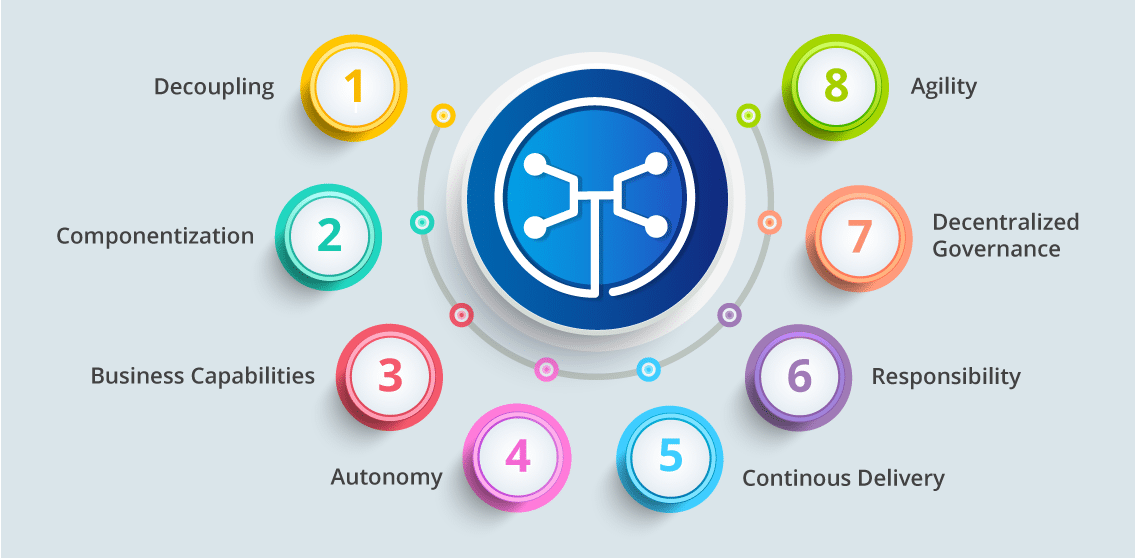 1
Decoupling
2
Componentization
3
Business Capabilities
4
Autonomy
5
Continous Delivery
6
Responsibility
7
Decentralized
Governance
8
Agility